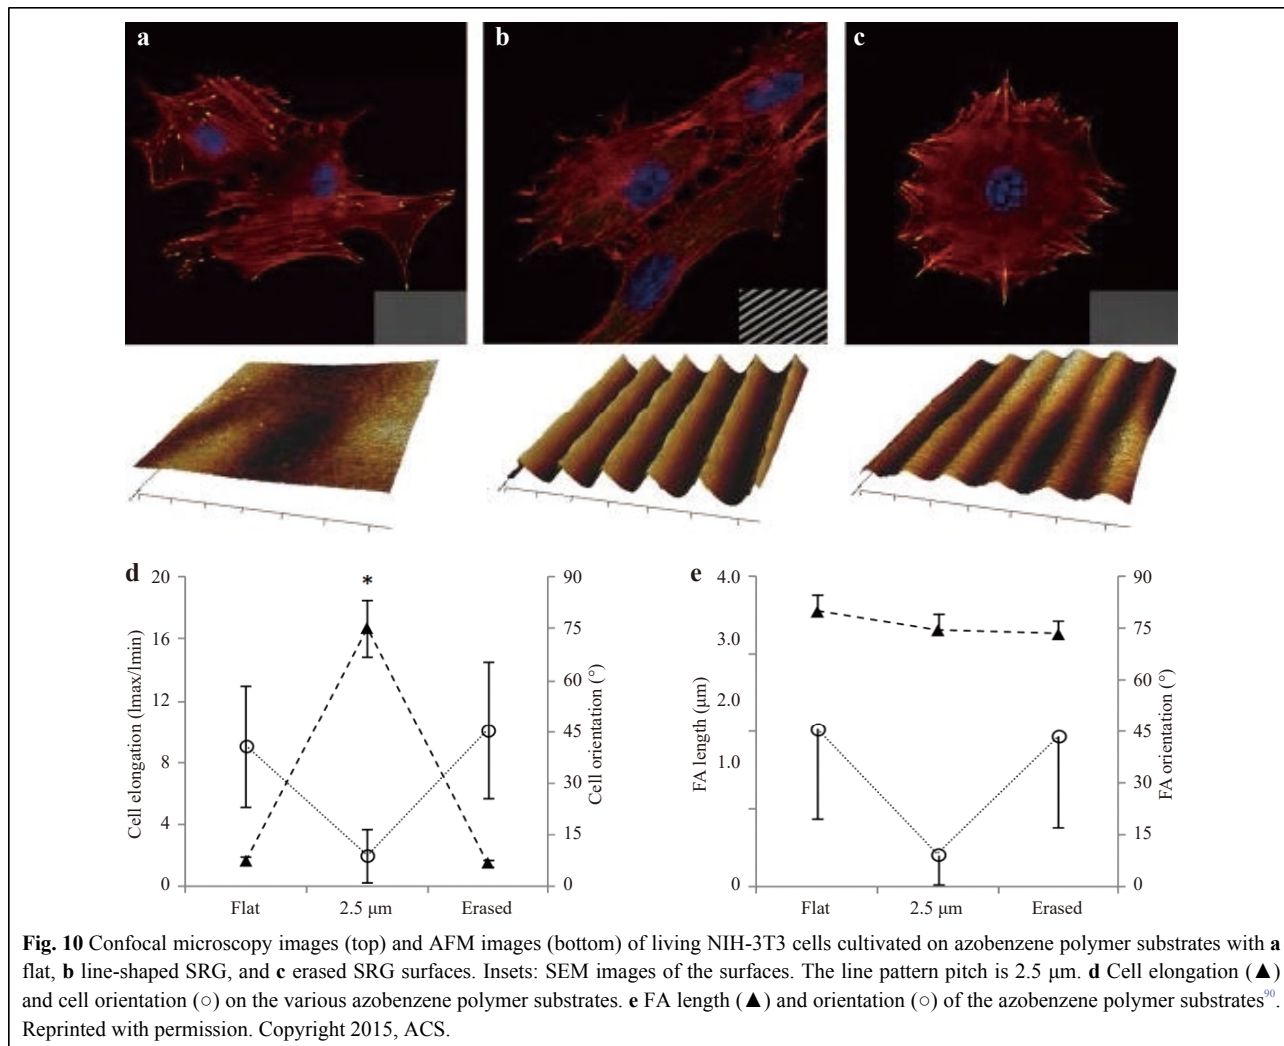 a
b
c
d
20
16
12
8
4
0
Cell elongation (lmax/lmin)
*
90
75
60
45
30
15
0
Cell orientation (°)
Flat
2.5 μm
Erased
e
4.0
3.0
2.0
1.0
0
FA length (μm)
90
75
60
45
30
15
0
FA orientation (°)
Flat
2.5 μm
Erased
Fig. 10 Confocal microscopy images (top) and AFM images (bottom) of living NIH-3T3 cells cultivated on azobenzene polymer substrates with a
flat, b line-shaped SRG, and c erased SRG surfaces. Insets: SEM images of the surfaces. The line pattern pitch is 2.5 μm. d Cell elongation (▲)
and cell orientation (○) on the various azobenzene polymer substrates. e FA length (▲) and orientation (○) of the azobenzene polymer substrates90.
Reprinted with permission. Copyright 2015, ACS.